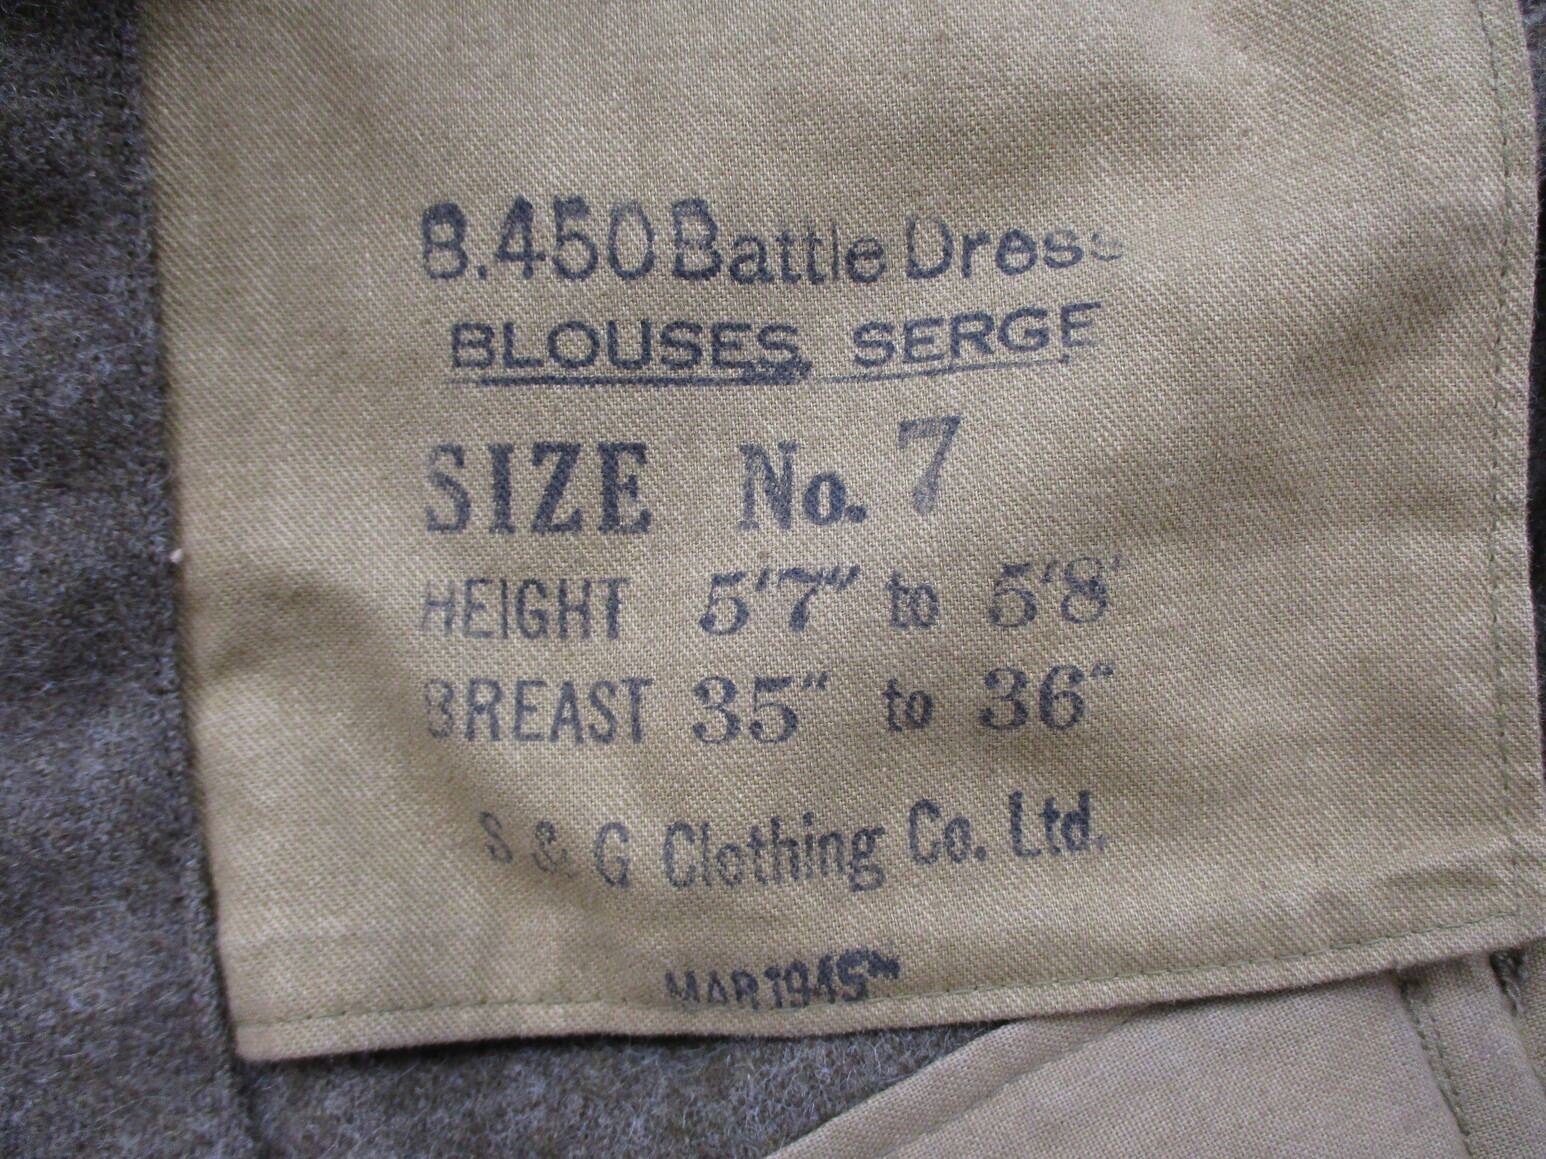 B.450 Battle Dress
BLOUSES, SERGE
SIZE No. 7
HEIGHT 5'7" to 5'8"
BREAST 35" to 36"
S & G Clothing Co. Ltd.
MAR 1945